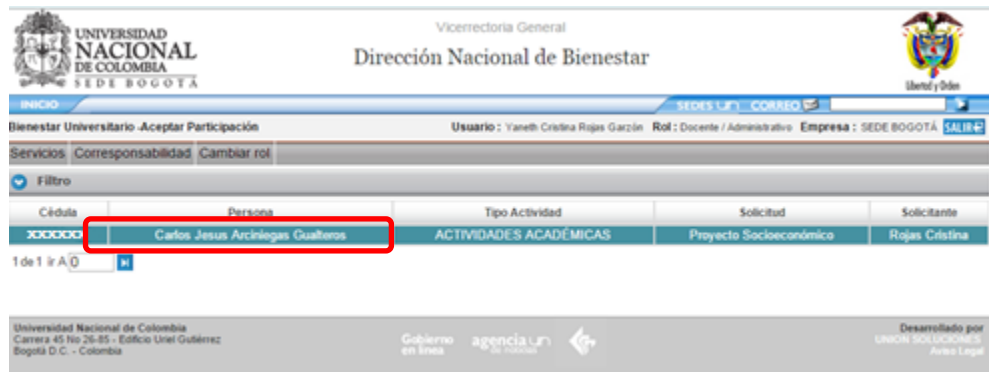 UNIVERSIDAD
NACIONAL
DE COLOMBIA
SEDE BOGOTÁ
Vicerrectoria General
Dirección Nacional de Bienestar
Libertad y Orden
INICIO
SEDES UN CORREO
Bienestar Universitario -Aceptar Participación Usuario : Yaneth Cristina Rojas Garzón Rol : Docente / Administrativo Empresa : SEDE BOGOTÁ SALIR
Servicios Corresponsabilidad Cambiar rol
Filtro
Cédula Persona Tipo Actividad Solicitud Solicitante
XXXXXX Carlos Jesus Arciniegas Gualteros ACTIVIDADES ACADÉMICAS Proyecto Socioeconómico Rojas Cristina
1 de 1 ir A 0
Universidad Nacional de Colombia
Carrera 45 No 26-85 - Edificio Uriel Gutiérrez
Bogotá D.C. - Colombia
Gobierno
en línea
agencia un
de noticias
Desarrollado por
UNION SOLUCIONES
Aviso Legal